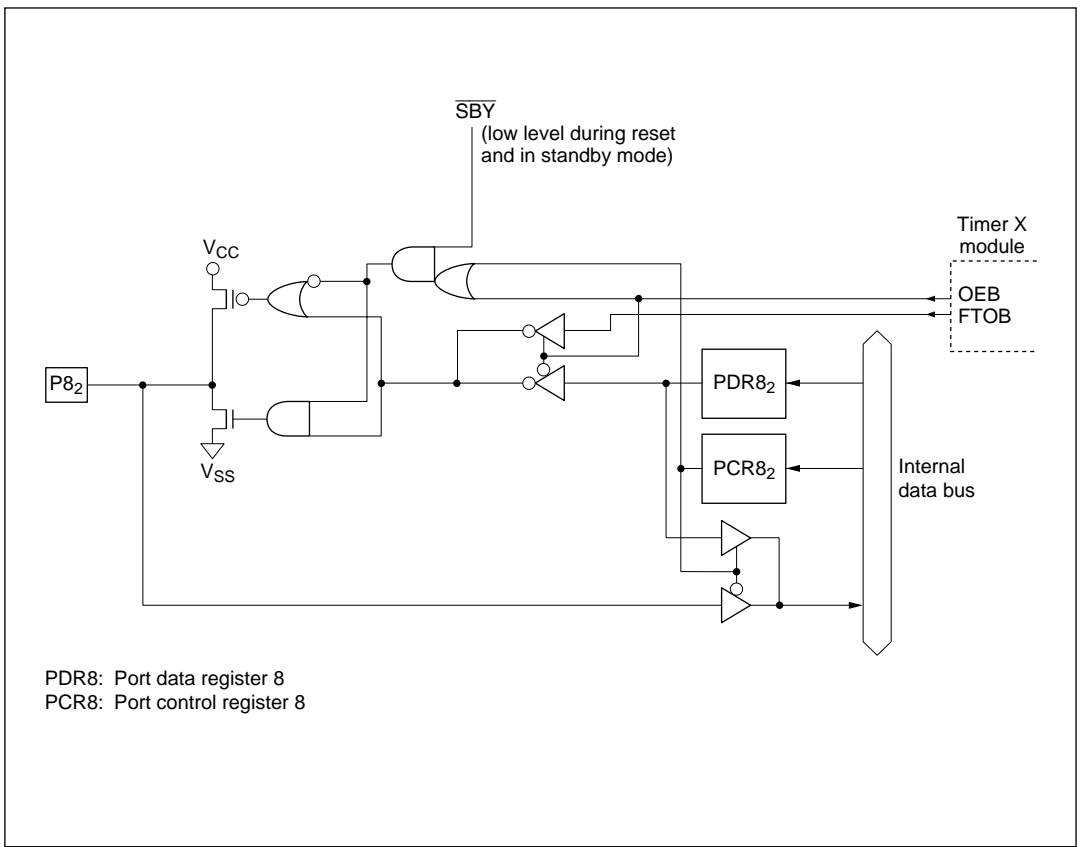 SBY
(low level during reset
and in standby mode)
Timer X
module
VCC
OEB
FTOB
P82
PDR82
PCR82
VSS
Internal
data bus
PDR8: Port data register 8
PCR8: Port control register 8